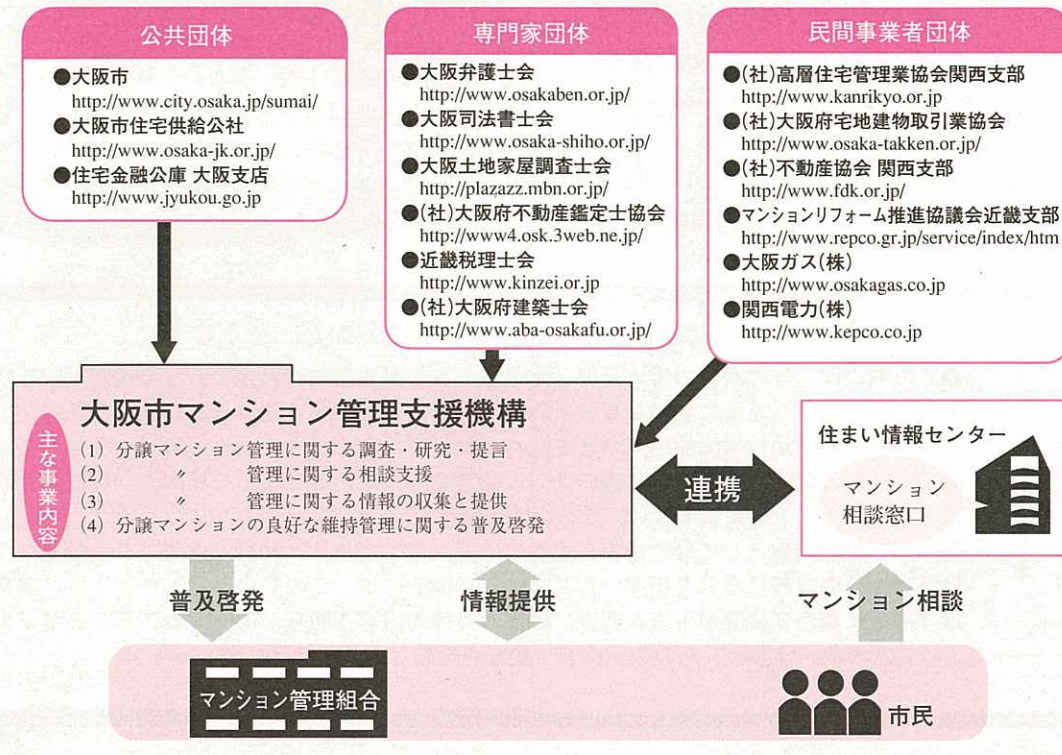 公共団体
●大阪市
http://www.city.osaka.jp/sumai/
●大阪市住宅供給公社
http://www.osaka-jk.or.jp/
●住宅金融公庫 大阪支店
http://www.jyukou.go.jp
専門家団体
●大阪弁護士会
http://www.osakaben.or.jp/
●大阪司法書士会
http://www.osaka-shiho.or.jp/
●大阪土地家屋調査士会
http://plazazz.mbn.or.jp/
●(社)大阪府不動産鑑定士協会
http://www4.osk.3web.ne.jp/
●近畿税理士会
http://www.kinzei.or.jp
●(社)大阪府建築士会
http://www.aba-osakafu.or.jp/
民間事業者団体
●(社)高層住宅管理業協会関西支部
http://www.kanrikyo.or.jp
●(社)大阪府宅地建物取引業協会
http://www.osaka-takken.or.jp/
●(社)不動産協会 関西支部
http://www.fdk.or.jp/
●マンションリフォーム推進協議会近畿支部
http://www.repco.gr.jp/service/index/htm
●大阪ガス(株)
http://www.osakagas.co.jp
●関西電力(株)
http://www.kepco.co.jp
大阪市マンション管理支援機構
主な事業内容
(1) 分譲マンション管理に関する調査・研究・提言
(2) 〃 管理に関する相談支援
(3) 〃 管理に関する情報の収集と提供
(4) 分譲マンションの良好な維持管理に関する普及啓発
連携
住まい情報センター
マンション
相談窓口
普及啓発
情報提供
マンション相談
マンション管理組合
市民